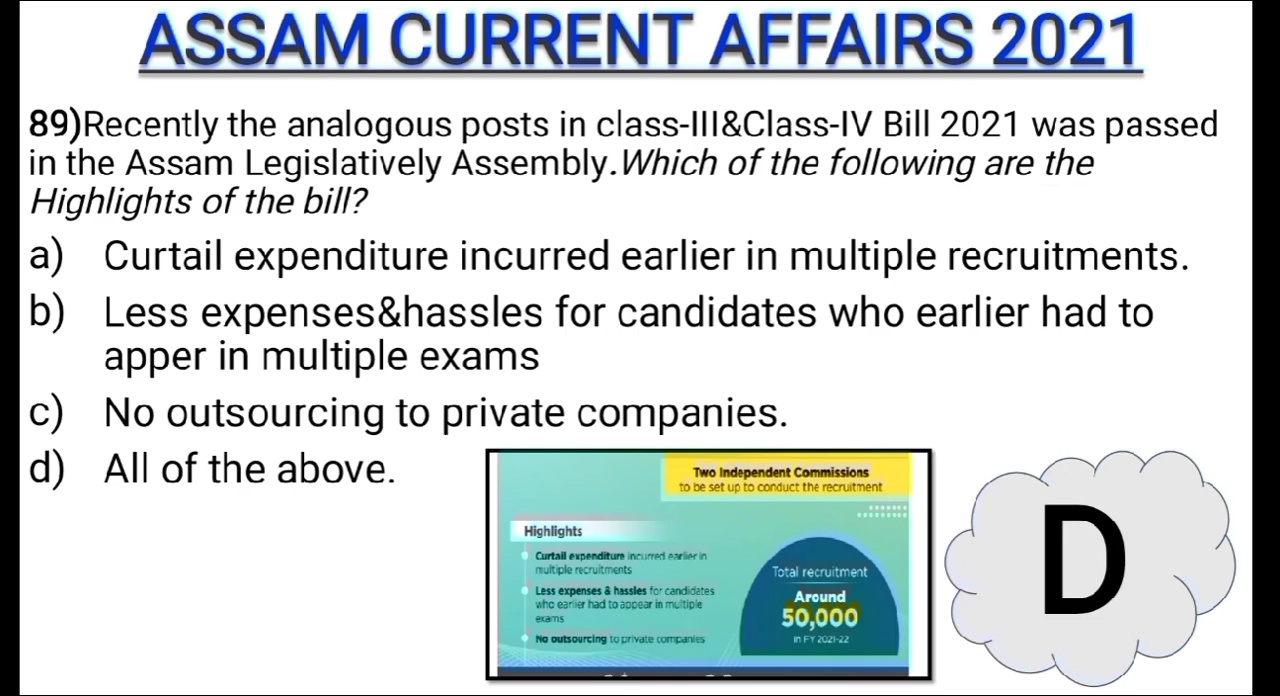 ASSAM CURRENT AFFAIRS 2021
89)Recently the analogous posts in class-III&Class-IV Bill 2021 was passed
in the Assam Legislatively Assembly.Which of the following are the
Highlights of the bill?
a) Curtail expenditure incurred earlier in multiple recruitments.
b) Less expenses&hassles for candidates who earlier had to
apper in multiple exams
c) No outsourcing to private companies.
d) All of the above.
Two Independent Commissions
to be set up to conduct the recruitment
Highlights
Curtail expenditure incurred earlier in
multiple recruitments
Less expenses & hassles for candidates
who earlier had to appear in multiple
exams
No outsourcing to private companies
Total recruitment
Around
50,000
in FY 2021-22
D